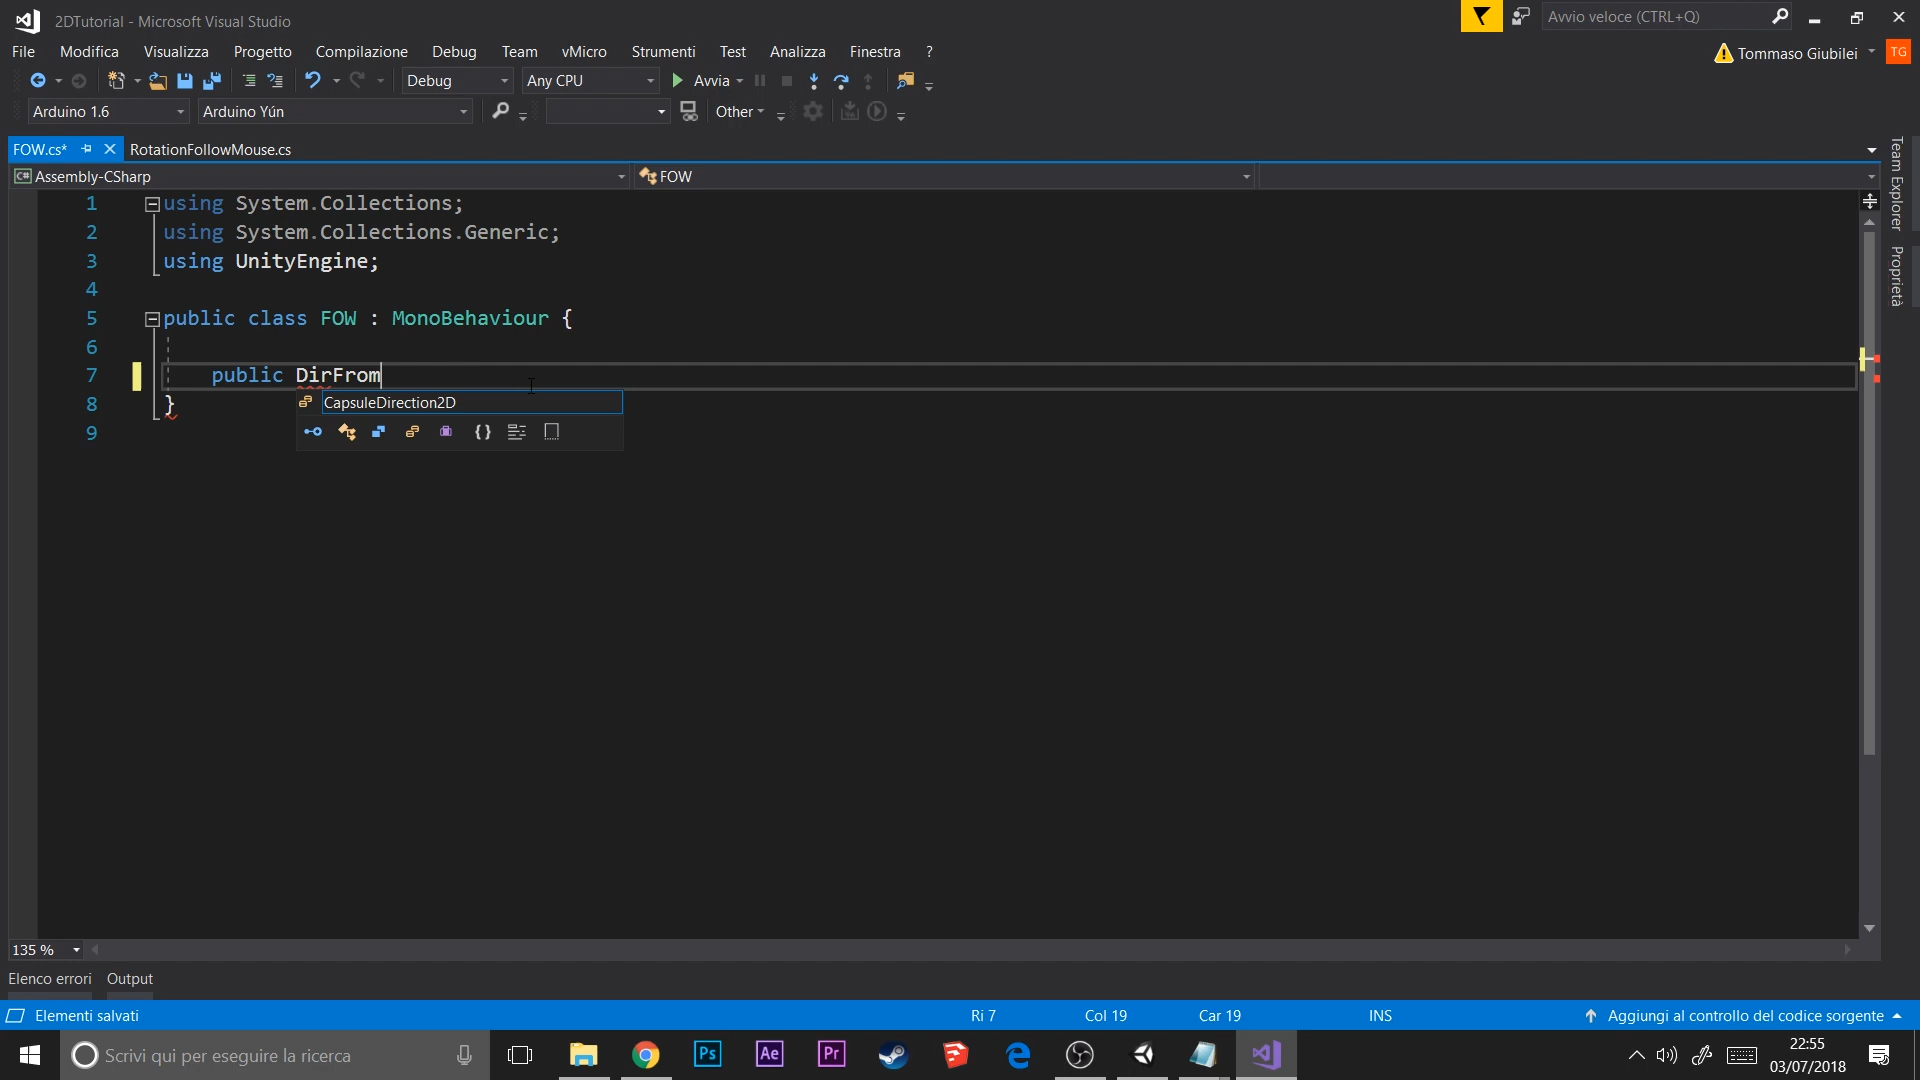 2DTutorial - Microsoft Visual Studio
Avvio veloce (CTRL+Q)
File Modifica Visualizza Progetto Compilazione Debug Team vMicro Strumenti Test Analizza Finestra ?
Tommaso Giubilei TG
Debug Any CPU Avvia
Arduino 1.6 Arduino Yún Other
FOW.cs* RotationFollowMouse.cs
Assembly-CSharp FOW
1 using System.Collections;
2 using System.Collections.Generic;
3 using UnityEngine;
4
5 public class FOW : MonoBehaviour {
6
7 public DirFrom
8 }
CapsuleDirection2D
9
Team Explorer
Proprietà
135 %
Elenco errori Output
Elementi salvati Ri 7 Col 19 Car 19 INS Aggiungi al controllo del codice sorgente
Scrivi qui per eseguire la ricerca
Ps Ae Pr
22:55
03/07/2018